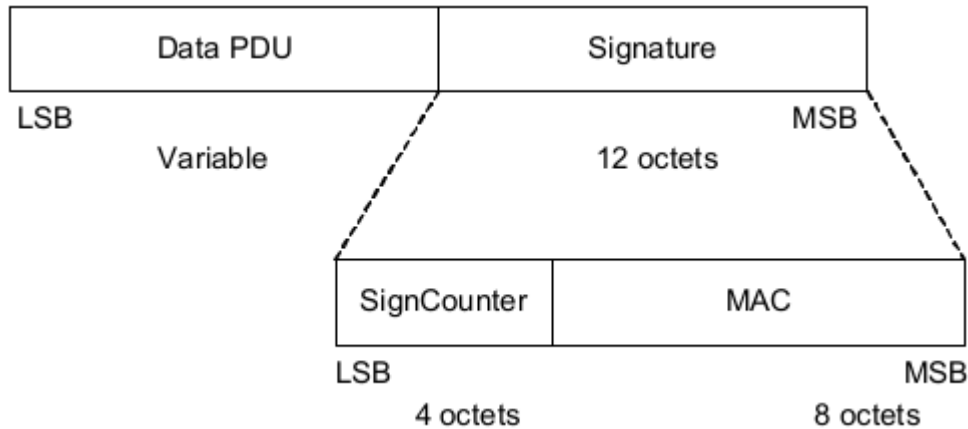 Data PDU Signature
LSB MSB
Variable 12 octets
SignCounter MAC
LSB MSB
4 octets 8 octets